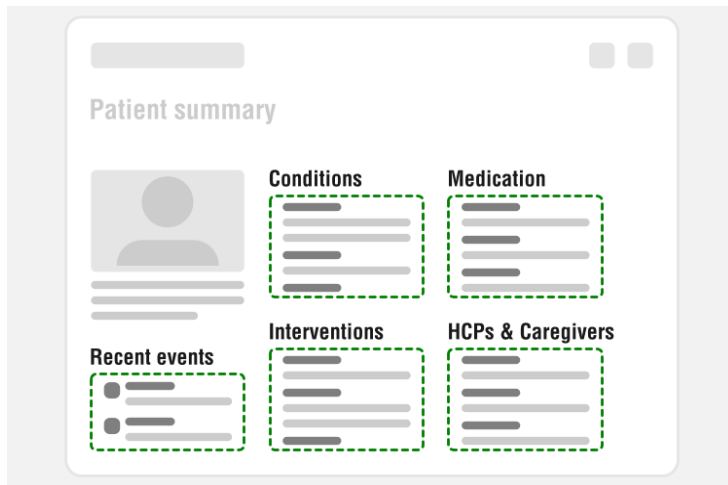 Patient summary
Conditions
Medication
Interventions
HCPs & Caregivers
Recent events